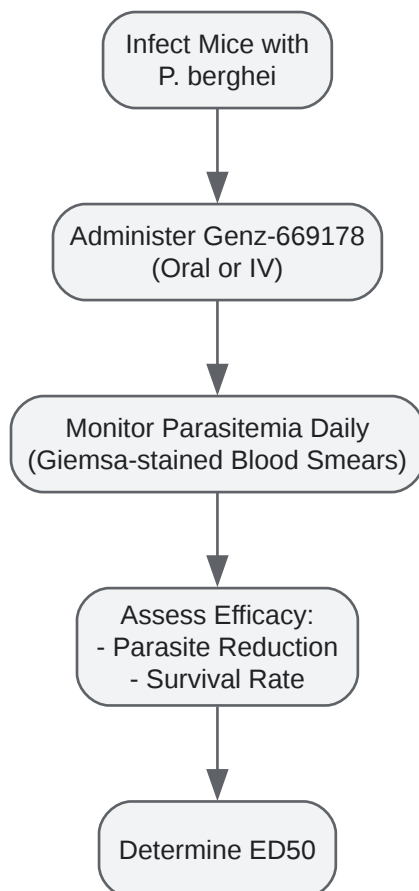 Infect Mice with
P. berghei
Administer Genz-669178
(Oral or IV)
Monitor Parasitemia Daily
(Giemsa-stained Blood Smears)
Assess Efficacy:
- Parasite Reduction
- Survival Rate
Determine ED50